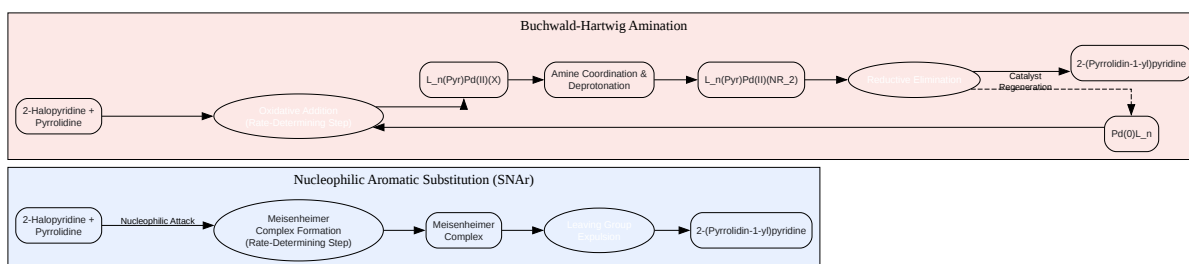 Buchwald-Hartwig Amination
2-Halopyridine +
Pyrrolidine
Oxidative Addition
(Rate-Determining Step)
L_n(Pyr)Pd(II)(X)
Amine Coordination &
Deprotonation
L_n(Pyr)Pd(II)(NR_2)
Reductive Elimination
Catalyst
Regeneration
2-(Pyrrolidin-1-yl)pyridine
Pd(0)L_n
Nucleophilic Aromatic Substitution (SNAr)
2-Halopyridine +
Pyrrolidine
Nucleophilic Attack
Meisenheimer
Complex Formation
(Rate-Determining Step)
Meisenheimer
Complex
Leaving Group
Expulsion
2-(Pyrrolidin-1-yl)pyridine